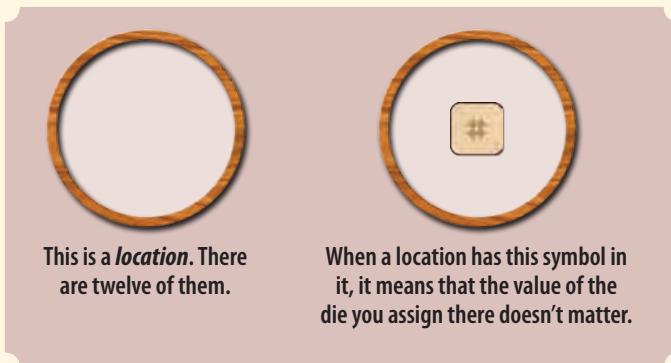 #
This is a location. There
are twelve of them.
When a location has this symbol in
it, it means that the value of the
die you assign there doesn’t matter.